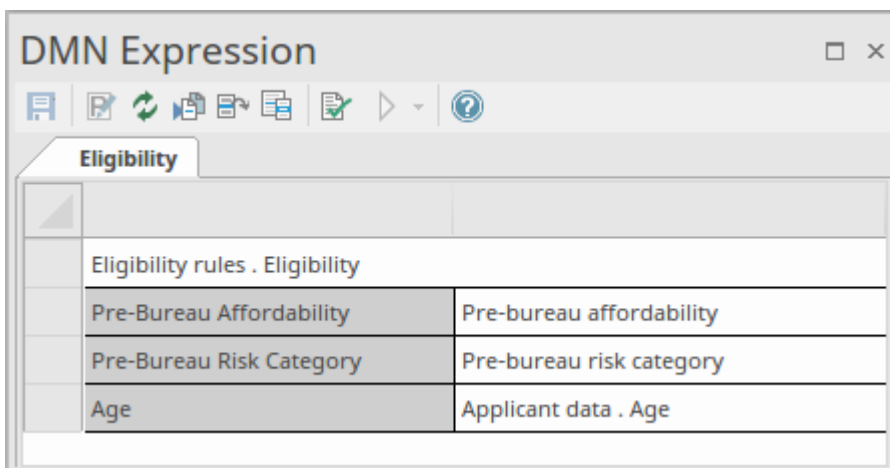 DMN Expression
Eligibility
Eligibility rules . Eligibility
Pre-Bureau Affordability Pre-bureau affordability
Pre-Bureau Risk Category Pre-bureau risk category
Age Applicant data . Age